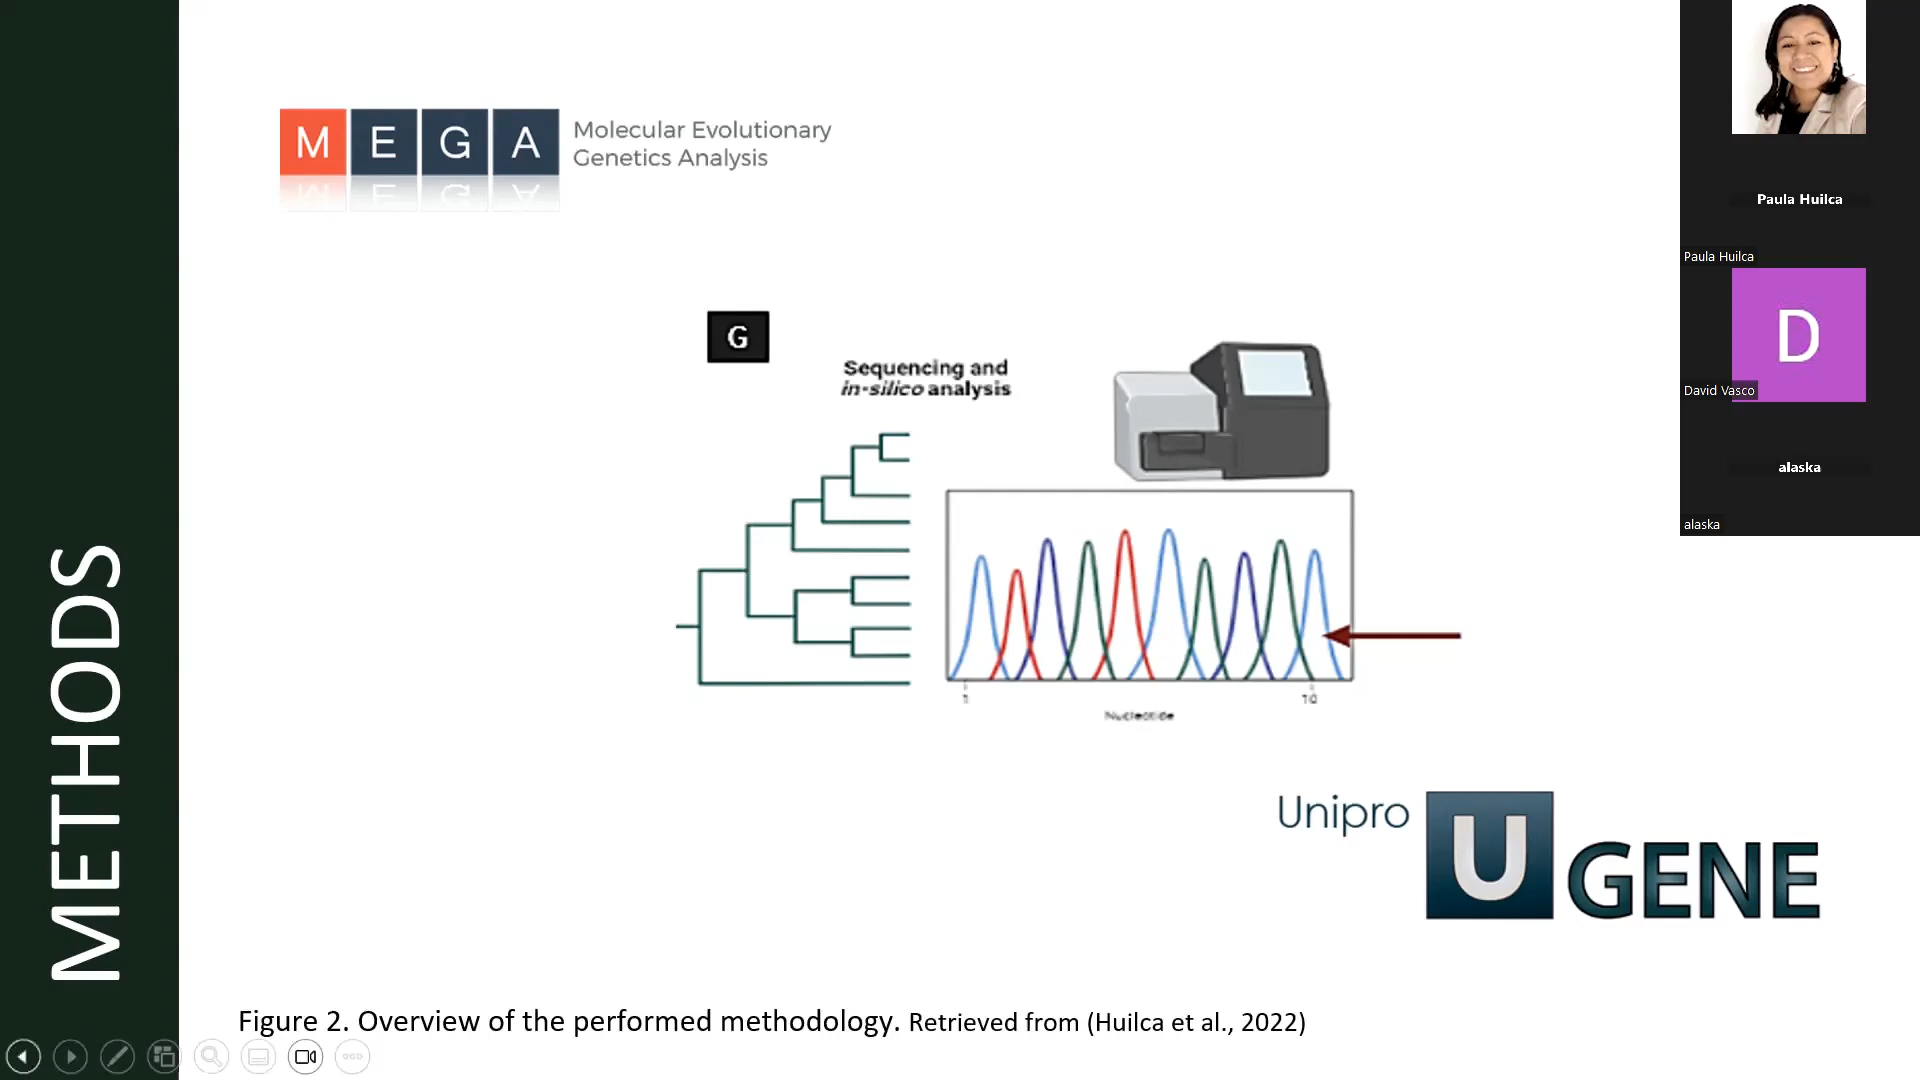 METHODS
M E G A
Molecular Evolutionary
Genetics Analysis
G
Sequencing and
in-silico analysis
1
10
Nucleotide
Unipro
U GENE
Figure 2. Overview of the performed methodology. Retrieved from (Huilca et al., 2022)
Paula Huilca
Paula Huilca
D
David Vasco
alaska
alaska